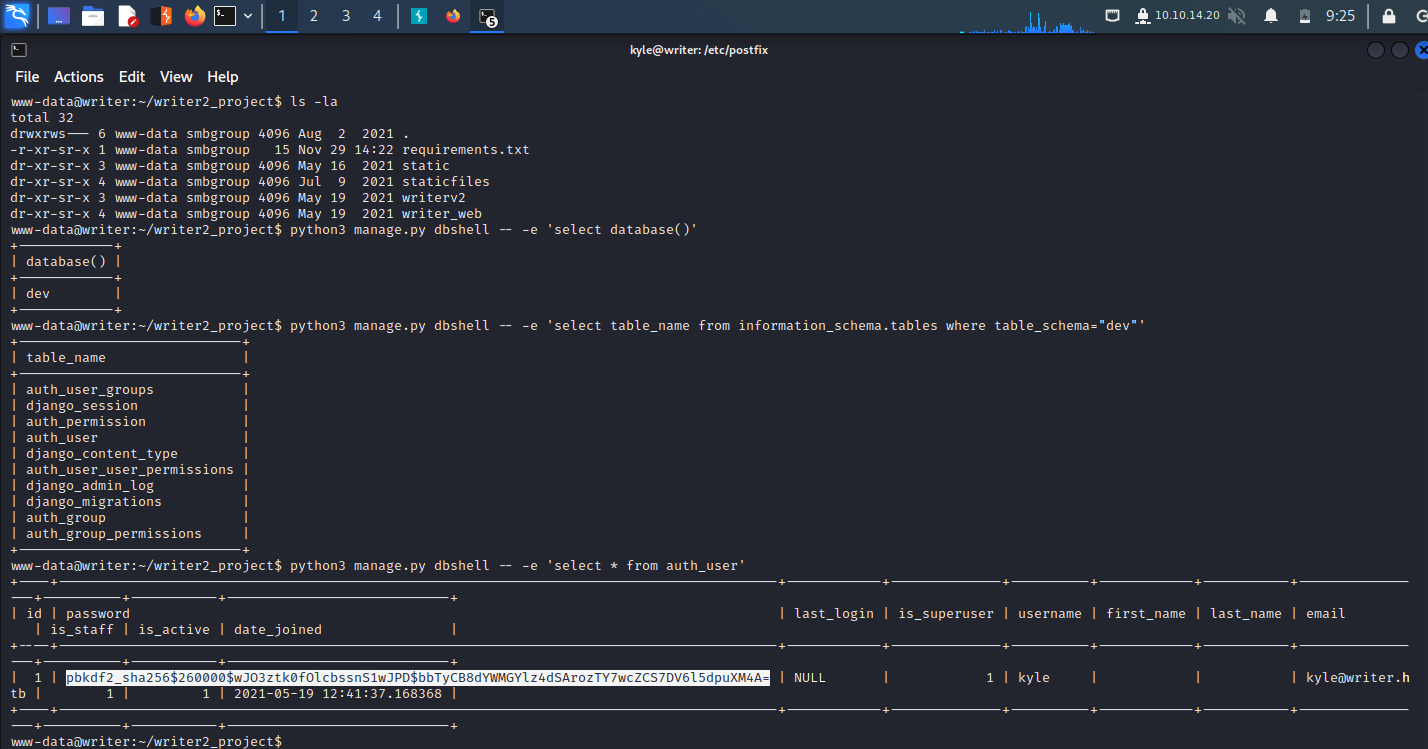 1 2 3 4 5 10.10.14.20 9:25
kyle@writer: /etc/postfix
File Actions Edit View Help
www-data@writer:~/writer2_project$ ls -la
total 32
drwxrws--- 6 www-data smbgroup 4096 Aug  2  2021 .
-r-xr-sr-x 1 www-data smbgroup   15 Nov 29 14:22 requirements.txt
dr-xr-sr-x 3 www-data smbgroup 4096 May 16  2021 static
dr-xr-sr-x 4 www-data smbgroup 4096 Jul  9  2021 staticfiles
dr-xr-sr-x 3 www-data smbgroup 4096 May 19  2021 writerv2
dr-xr-sr-x 4 www-data smbgroup 4096 May 19  2021 writer_web
www-data@writer:~/writer2_project$ python3 manage.py dbshell -- -e 'select database()'
| database() |
| dev |
www-data@writer:~/writer2_project$ python3 manage.py dbshell -- -e 'select table_name from information_schema.tables where table_schema="dev"'
| table_name |
| auth_user_groups |
| django_session |
| auth_permission |
| auth_user |
| django_content_type |
| auth_user_user_permissions |
| django_admin_log |
| django_migrations |
| auth_group |
| auth_group_permissions |
www-data@writer:~/writer2_project$ python3 manage.py dbshell -- -e 'select * from auth_user'
| id | password | last_login | is_superuser | username | first_name | last_name | email
| is_staff | is_active | date_joined |
| 1 | pbkdf2_sha256$260000$wJO3ztk0fOlcbssnS1wJPD$bbTyCB8dYWMGYlz4dSArozTY7wcZCS7DV6l5dpuXM4A= | NULL | 1 | kyle | | | kyle@writer.h
tb | 1 | 1 | 2021-05-19 12:41:37.168368 |
www-data@writer:~/writer2_project$